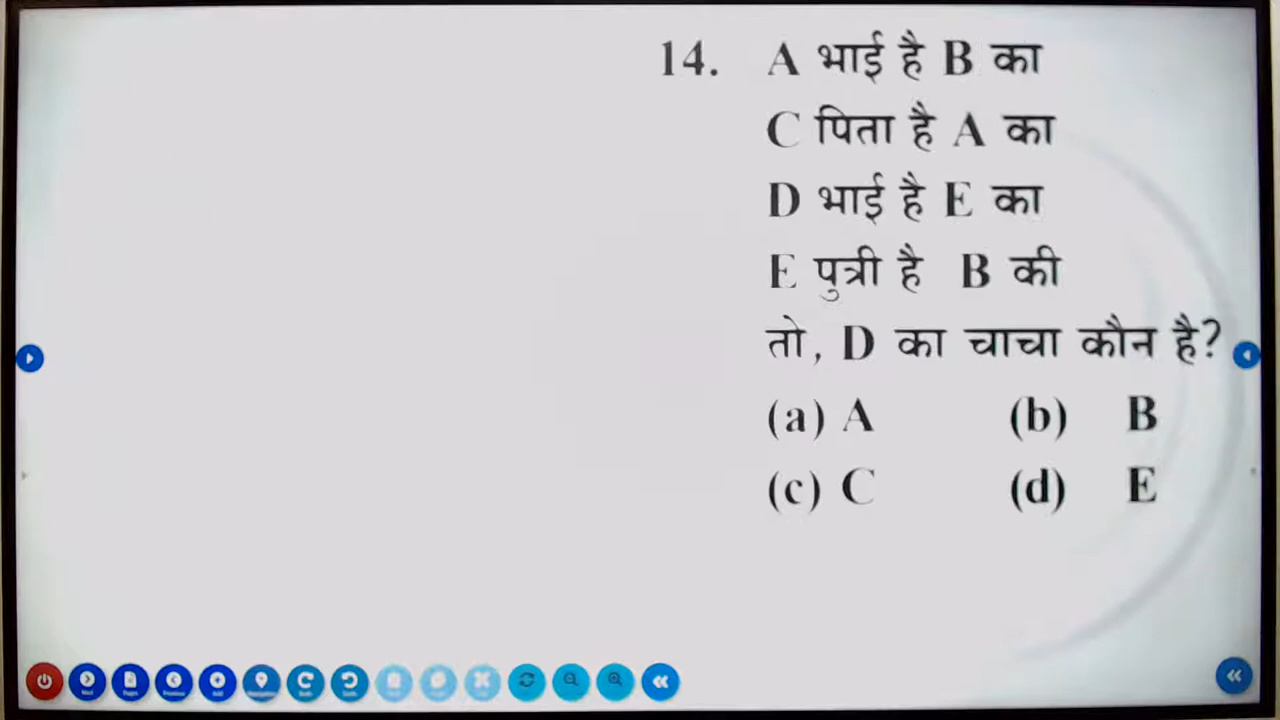 14. A भाई है B का
C पिता है A का
D भाई है E का
E पुत्री है B की
तो, D का चाचा कौन है?
(a) A (b) B
(c) C (d) E